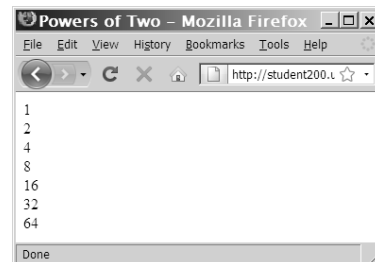 Powers of Two - Mozilla Firefox
File Edit View History Bookmarks Tools Help
http://student200.u
1
2
4
8
16
32
64
Done